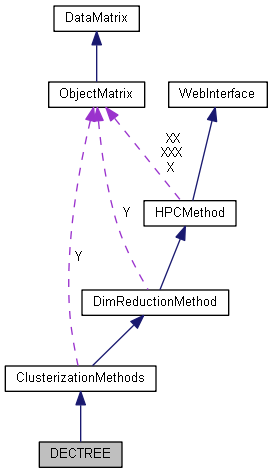 DataMatrix
ObjectMatrix
WebInterface
XX
XXX
X
HPCMethod
Y
DimReductionMethod
Y
ClusterizationMethods
DECTREE